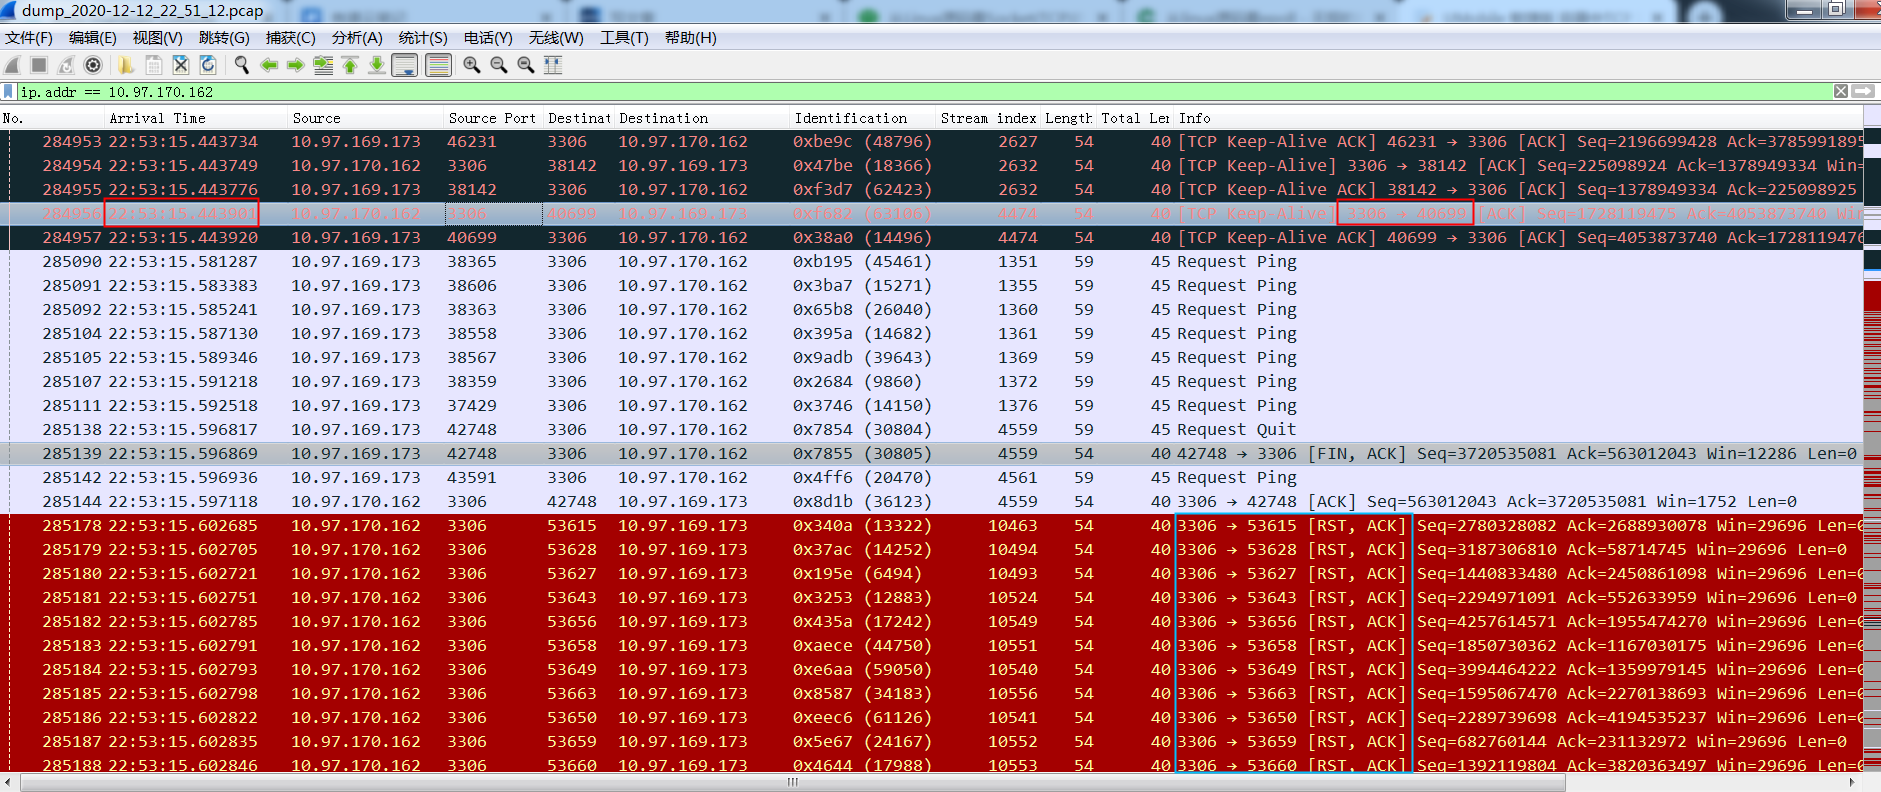 dump_2020-12-12_22_51_12.pcap
文件(F) 编辑(E) 视图(V) 跳转(G) 捕获(C) 分析(A) 统计(S) 电话(Y) 无线(W) 工具(T) 帮助(H)
ip.addr == 10.97.170.162
No. Arrival Time Source Source Port Destinat Destination Identification Stream index Length Total Len Info
284953 22:53:15.443734 10.97.169.173 46231 3306 10.97.170.162 0xbe9c (48796) 2627 54 40 [TCP Keep-Alive ACK] 46231 → 3306 [ACK] Seq=2196699428 Ack=3785991895
284954 22:53:15.443749 10.97.170.162 3306 38142 10.97.169.173 0x47be (18366) 2632 54 40 [TCP Keep-Alive] 3306 → 38142 [ACK] Seq=225098924 Ack=1378949334 Win=
284955 22:53:15.443776 10.97.169.173 38142 3306 10.97.170.162 0xf3d7 (62423) 2632 54 40 [TCP Keep-Alive ACK] 38142 → 3306 [ACK] Seq=1378949334 Ack=225098925
284956 22:53:15.443901 10.97.170.162 3306 40699 10.97.169.173 0xf682 (63106) 4474 54 40 [TCP Keep-Alive] 3306 → 40699 [ACK] Seq=1728119475 Ack=4053873740 Win
284957 22:53:15.443920 10.97.169.173 40699 3306 10.97.170.162 0x38a0 (14496) 4474 54 40 [TCP Keep-Alive ACK] 40699 → 3306 [ACK] Seq=4053873740 Ack=1728119476
285090 22:53:15.581287 10.97.169.173 38365 3306 10.97.170.162 0xb195 (45461) 1351 59 45 Request Ping
285091 22:53:15.583383 10.97.169.173 38606 3306 10.97.170.162 0x3ba7 (15271) 1355 59 45 Request Ping
285092 22:53:15.585241 10.97.169.173 38363 3306 10.97.170.162 0x65b8 (26040) 1360 59 45 Request Ping
285104 22:53:15.587130 10.97.169.173 38558 3306 10.97.170.162 0x395a (14682) 1361 59 45 Request Ping
285105 22:53:15.589346 10.97.169.173 38567 3306 10.97.170.162 0x9adb (39643) 1369 59 45 Request Ping
285107 22:53:15.591218 10.97.169.173 38359 3306 10.97.170.162 0x2684 (9860) 1372 59 45 Request Ping
285111 22:53:15.592518 10.97.169.173 37429 3306 10.97.170.162 0x3746 (14150) 1376 59 45 Request Ping
285138 22:53:15.596817 10.97.169.173 42748 3306 10.97.170.162 0x7854 (30804) 4559 59 45 Request Quit
285139 22:53:15.596869 10.97.169.173 42748 3306 10.97.170.162 0x7855 (30805) 4559 54 40 42748 → 3306 [FIN, ACK] Seq=3720535081 Ack=563012043 Win=12286 Len=0
285142 22:53:15.596936 10.97.169.173 43591 3306 10.97.170.162 0x4ff6 (20470) 4561 59 45 Request Ping
285144 22:53:15.597118 10.97.170.162 3306 42748 10.97.169.173 0x8d1b (36123) 4559 54 40 3306 → 42748 [ACK] Seq=563012043 Ack=3720535081 Win=1752 Len=0
285178 22:53:15.602685 10.97.170.162 3306 53615 10.97.169.173 0x340a (13322) 10463 54 40 3306 → 53615 [RST, ACK] Seq=2780328082 Ack=2688930078 Win=29696 Len=0
285179 22:53:15.602705 10.97.170.162 3306 53628 10.97.169.173 0x37ac (14252) 10494 54 40 3306 → 53628 [RST, ACK] Seq=3187306810 Ack=58714745 Win=29696 Len=0
285180 22:53:15.602721 10.97.170.162 3306 53627 10.97.169.173 0x195e (6494) 10493 54 40 3306 → 53627 [RST, ACK] Seq=1440833480 Ack=2450861098 Win=29696 Len=0
285181 22:53:15.602751 10.97.170.162 3306 53643 10.97.169.173 0x3253 (12883) 10524 54 40 3306 → 53643 [RST, ACK] Seq=2294971091 Ack=552633959 Win=29696 Len=0
285182 22:53:15.602785 10.97.170.162 3306 53656 10.97.169.173 0x435a (17242) 10549 54 40 3306 → 53656 [RST, ACK] Seq=4257614571 Ack=1955474270 Win=29696 Len=0
285183 22:53:15.602791 10.97.170.162 3306 53658 10.97.169.173 0xaece (44750) 10551 54 40 3306 → 53658 [RST, ACK] Seq=1850730362 Ack=1167030175 Win=29696 Len=0
285184 22:53:15.602793 10.97.170.162 3306 53649 10.97.169.173 0xe6aa (59050) 10540 54 40 3306 → 53649 [RST, ACK] Seq=3994464222 Ack=1359979145 Win=29696 Len=0
285185 22:53:15.602798 10.97.170.162 3306 53663 10.97.169.173 0x8587 (34183) 10556 54 40 3306 → 53663 [RST, ACK] Seq=1595067470 Ack=2270138693 Win=29696 Len=0
285186 22:53:15.602822 10.97.170.162 3306 53650 10.97.169.173 0xeec6 (61126) 10541 54 40 3306 → 53650 [RST, ACK] Seq=2289739698 Ack=4194535237 Win=29696 Len=0
285187 22:53:15.602835 10.97.170.162 3306 53659 10.97.169.173 0x5e67 (24167) 10552 54 40 3306 → 53659 [RST, ACK] Seq=682760144 Ack=231132972 Win=29696 Len=0
285188 22:53:15.602846 10.97.170.162 3306 53660 10.97.169.173 0x4644 (17988) 10553 54 40 3306 → 53660 [RST, ACK] Seq=1392119804 Ack=3820363497 Win=29696 Len=0